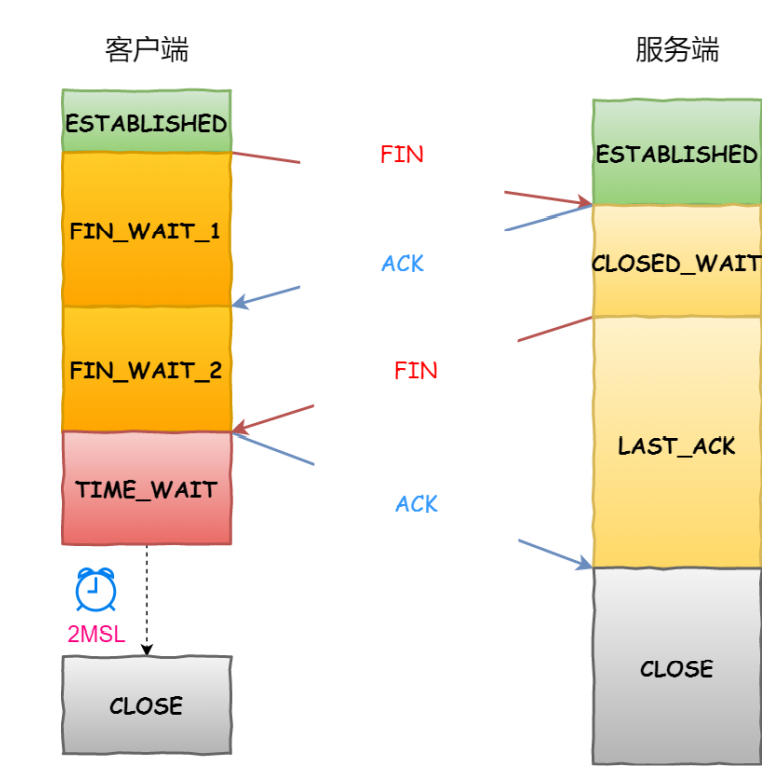 客户端
服务端
ESTABLISHED
FIN
ESTABLISHED
FIN_WAIT_1
ACK
CLOSED_WAIT
FIN_WAIT_2
FIN
LAST_ACK
TIME_WAIT
ACK
2MSL
CLOSE
CLOSE